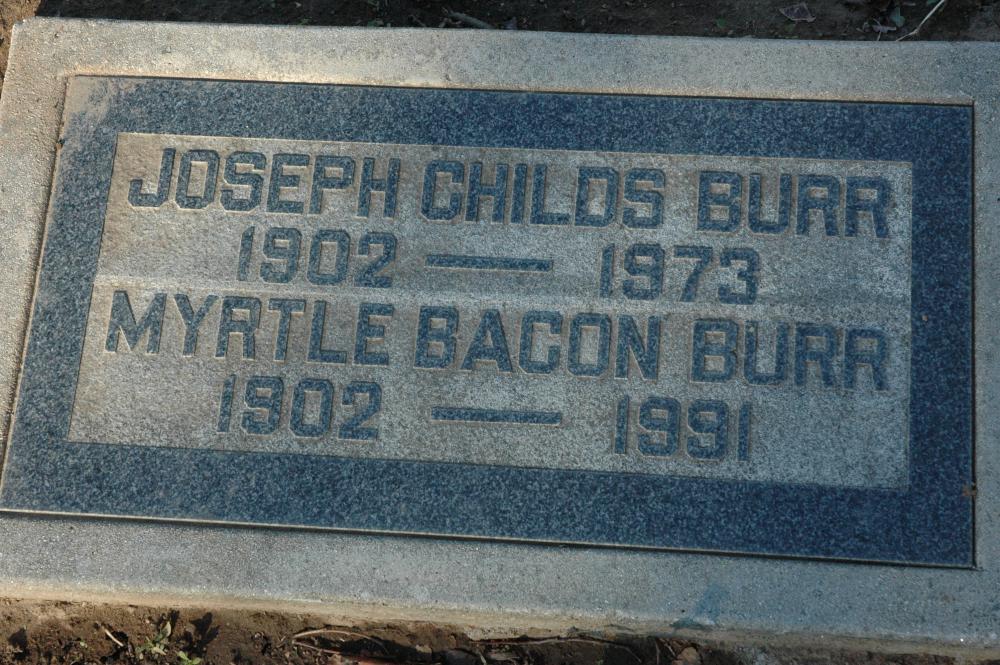 JOSEPH CHILDS BURR
1902 — 1973
MYRTLE BACON BURR
1902 — 1991